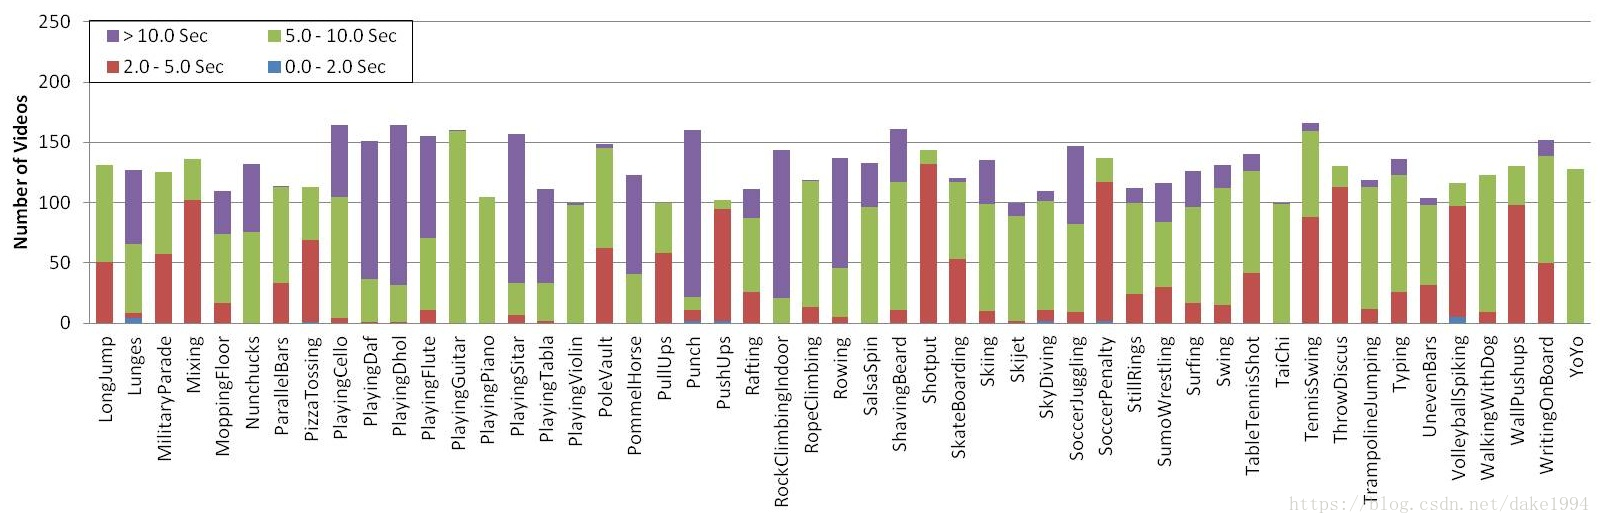 250
200
150
100
50
0
Number of Videos
> 10.0 Sec
5.0 - 10.0 Sec
2.0 - 5.0 Sec
0.0 - 2.0 Sec
LongJump
Lunges
MilitaryParade
Mixing
MoppingFloor
Nunchucks
ParallelBars
PizzaTossing
PlayingCello
PlayingDaf
PlayingDhol
PlayingFlute
PlayingGuitar
PlayingPiano
PlayingSitar
PlayingTabla
PlayingViolin
PoleVault
PommelHorse
PullUps
Punch
PushUps
Rafting
RockClimbingIndoor
RopeClimbing
Rowing
SalsaSpin
ShavingBeard
Shotput
SkateBoarding
Skiing
Skijet
SkyDiving
SoccerJuggling
SoccerPenalty
StillRings
SumoWrestling
Surfing
Swing
TableTennisShot
TaiChi
TennisSwing
ThrowDiscus
TrampolineJumping
Typing
UnevenBars
VolleyballSpiking
WalkingWithDog
WallPushups
WritingOnBoard
YoYo
https://blog.csdn.net/dake1994